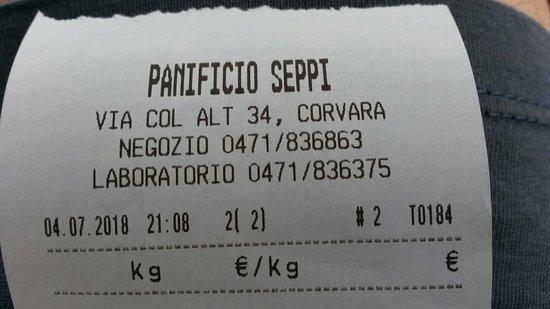 PANIFICIO SEPPI
VIA COL ALT 34, CORVARA
NEGOZIO 0471/836863
LABORATORIO 0471/836375
04.07.2018 21:08 2( 2) # 2 T0184
kg €/kg €